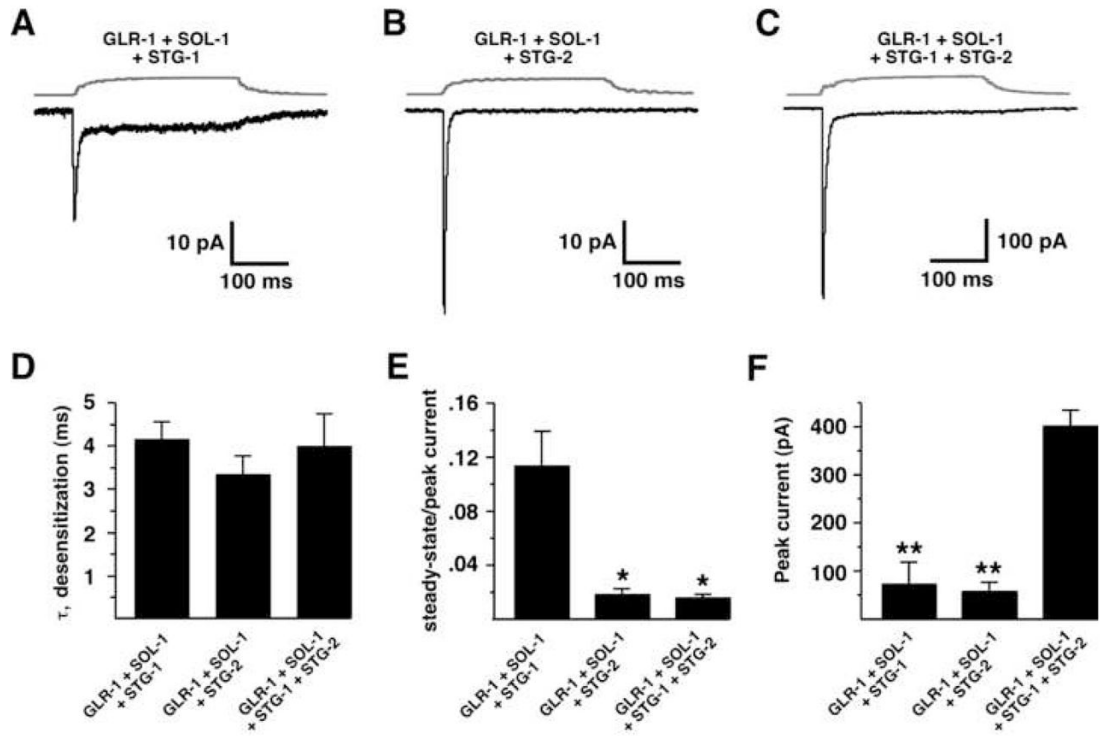 A
GLR-1 + SOL-1
+ STG-1
10 pA
100 ms
B
GLR-1 + SOL-1
+ STG-2
10 pA
100 ms
C
GLR-1 + SOL-1
+ STG-1 + STG-2
100 pA
100 ms
D
τ, desensitization (ms)
5
4
3
2
1
GLR-1 + SOL-1
+ STG-1
GLR-1 + SOL-1
+ STG-2
GLR-1 + SOL-1
+ STG-1 + STG-2
E
steady-state/peak current
.16
.12
.08
.04
*
*
GLR-1 + SOL-1
+ STG-1
GLR-1 + SOL-1
+ STG-2
GLR-1 + SOL-1
+ STG-1 + STG-2
F
Peak current (pA)
400
300
200
100
**
**
GLR-1 + SOL-1
+ STG-1
GLR-1 + SOL-1
+ STG-2
GLR-1 + SOL-1
+ STG-1 + STG-2